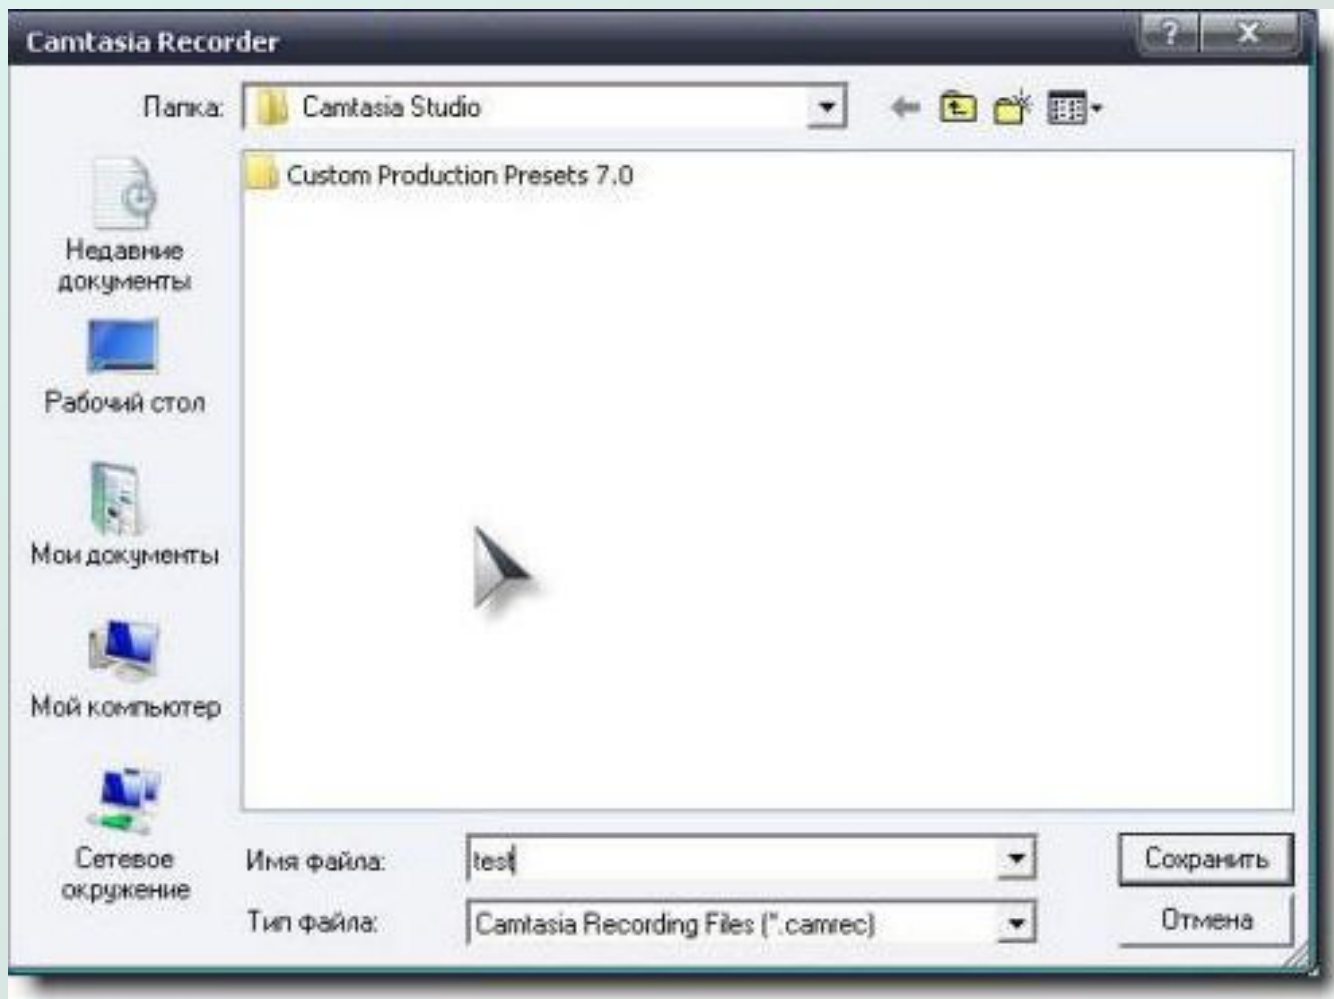 Camtasia Recorder
?
X
Папка:
Camtasia Studio
Custom Production Presets 7.0
Недавние
документы
Рабочий стол
Мои документы
Мой компьютер
Сетевое
окружение
Имя файла:
test
Сохранить
Тип файла:
Camtasia Recording Files (*.camrec)
Отмена